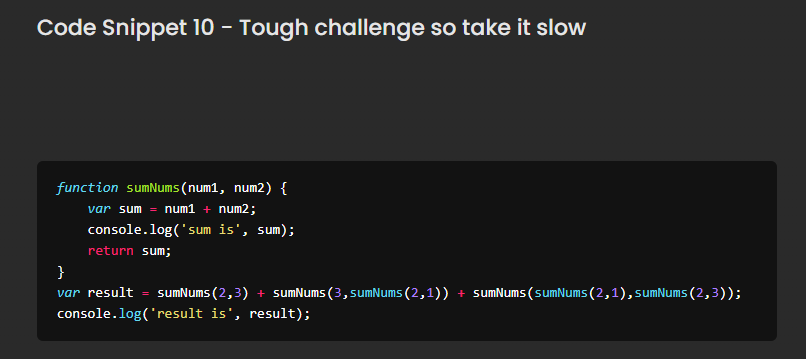 Code Snippet 10 - Tough challenge so take it slow
function sumNums(num1, num2) {
    var sum = num1 + num2;
    console.log('sum is', sum);
    return sum;
}
var result = sumNums(2,3) + sumNums(3,sumNums(2,1)) + sumNums(sumNums(2,1),sumNums(2,3));
console.log('result is', result);